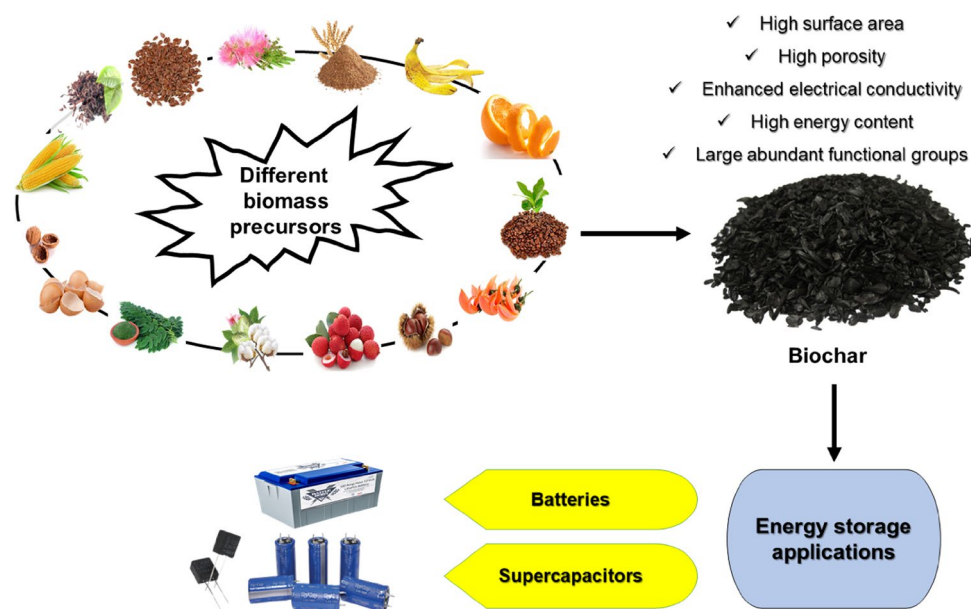 High surface area
High porosity
Enhanced electrical conductivity
High energy content
Large abundant functional groups
Different
biomass
precursors
Biochar
Energy storage
applications
Batteries
Supercapacitors